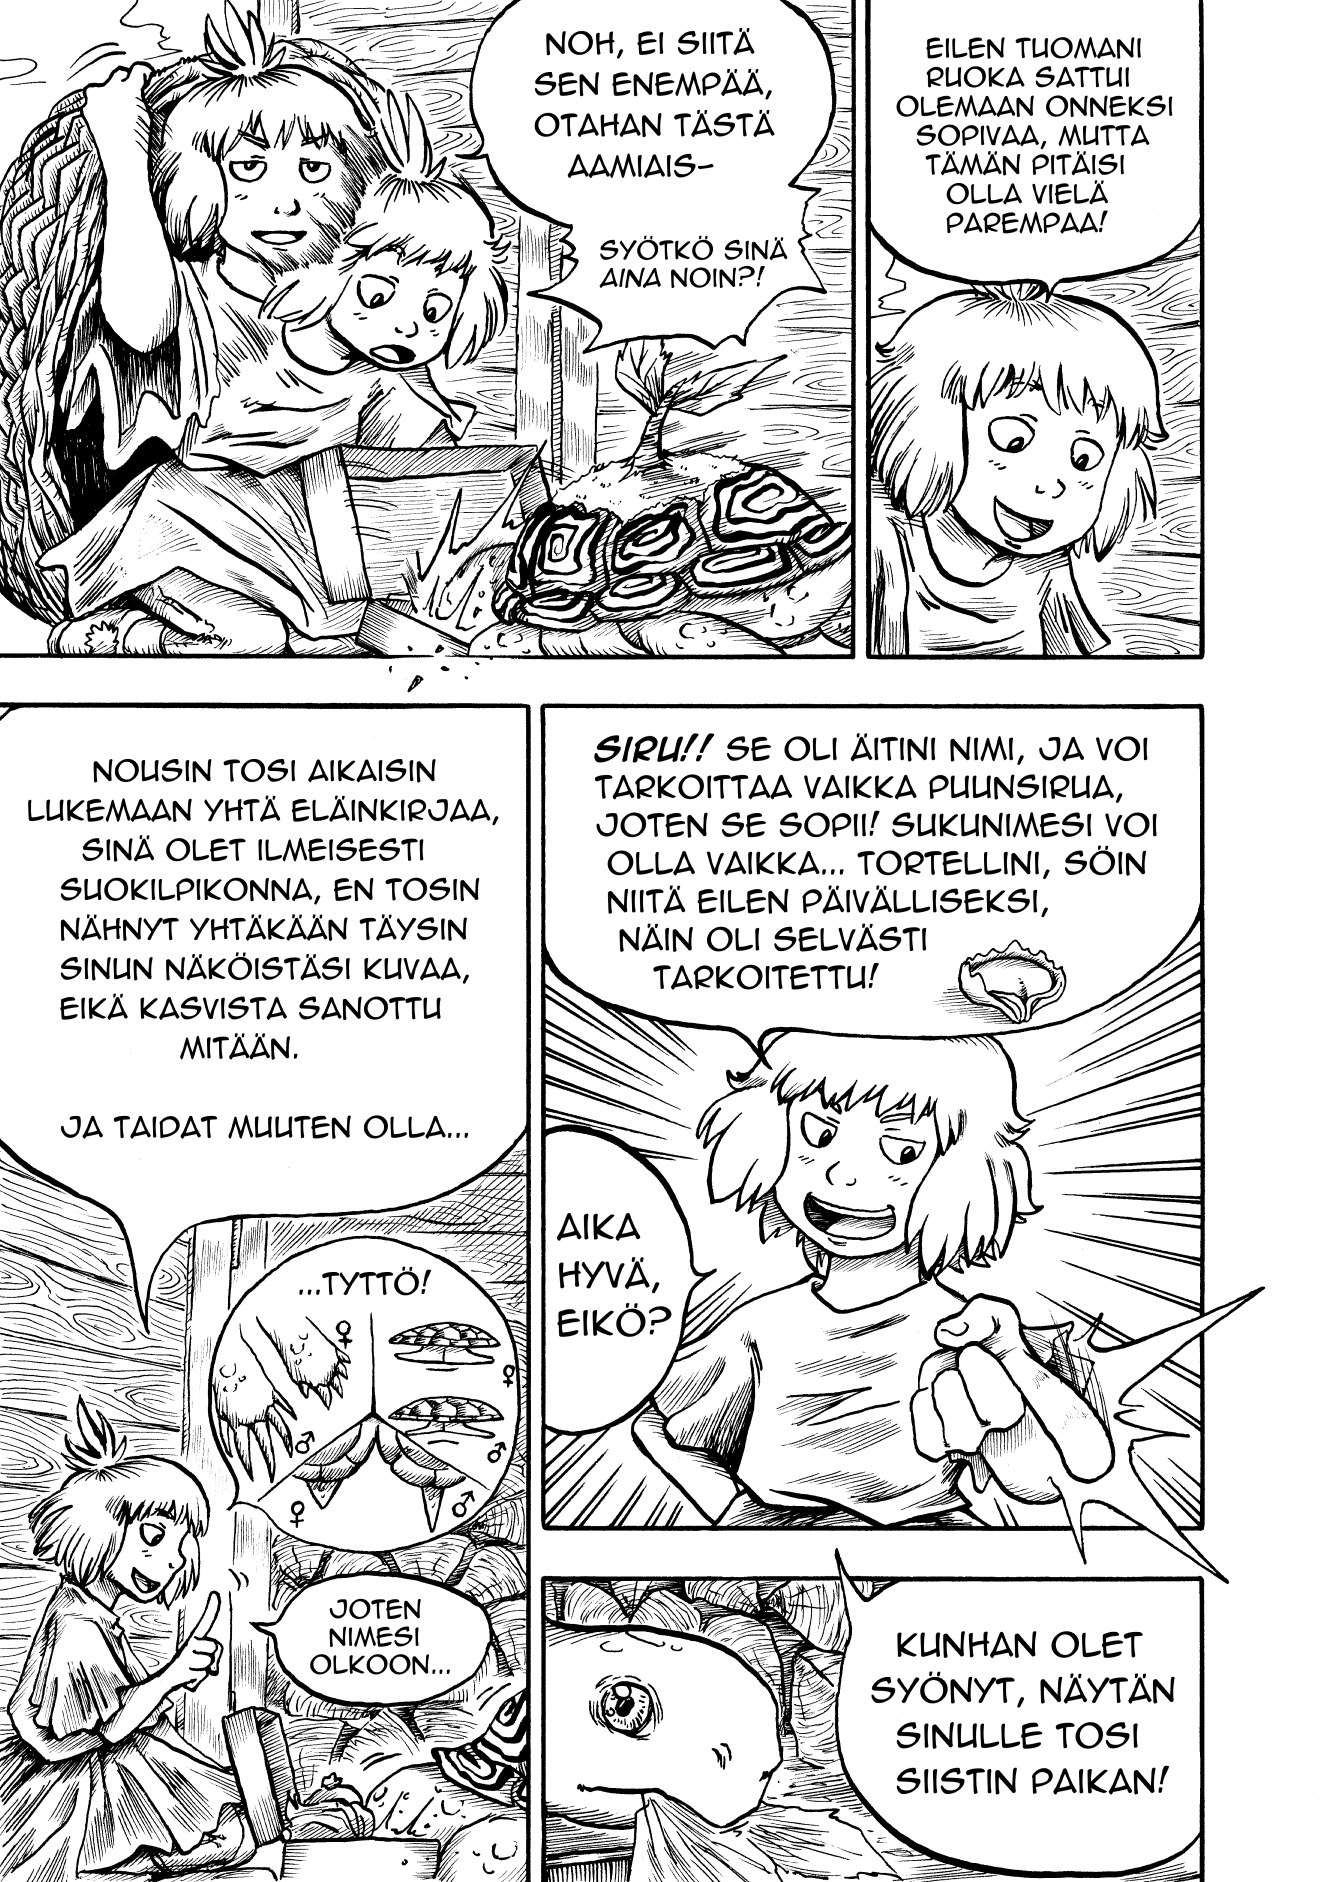 NOH, EI SIITÄ
SEN ENEMPÄÄ,
OTAHAN TÄSTÄ
AAMIAIS-
SYÖTKÖ SINÄ
AINA NOIN?!
EILEN TUOMANI
RUOKA SATTUI
OLEMAAN ONNEKSI
SOPIVAA, MUTTA
TÄMÄN PITÄISI
OLLA VIELÄ
PAREMPAA!
NOUSIN TOSI AIKAISIN
LUKEMAAN YHTÄ ELÄINKIRJAA,
SINÄ OLET ILMEISESTI
SUOKILPIKONNA, EN TOSIN
NÄHNYT YHTÄKÄÄN TÄYSIN
SINUN NÄKÖISTÄSI KUVAA,
EIKÄ KASVISTA SANOTTU
MITÄÄN.
JA TAIDAT MUUTEN OLLA...
...TYTTÖ!
♀
♀
♂
♂
♀
♂
JOTEN
NIMESI
OLKOON...
SIRU!! SE OLI ÄITINI NIMI, JA VOI
TARKOITTAA VAIKKA PUUNSIRUA,
JOTEN SE SOPII! SUKUNIMESI VOI
OLLA VAIKKA... TORTELLINI, SÖIN
NIITÄ EILEN PÄIVÄLLISEKSI,
NÄIN OLI SELVÄSTI
TARKOITETTU!
AIKA
HYVÄ,
EIKÖ?
KUNHAN OLET
SYÖNYT, NÄYTÄN
SINULLE TOSI
SIISTIN PAIKAN!